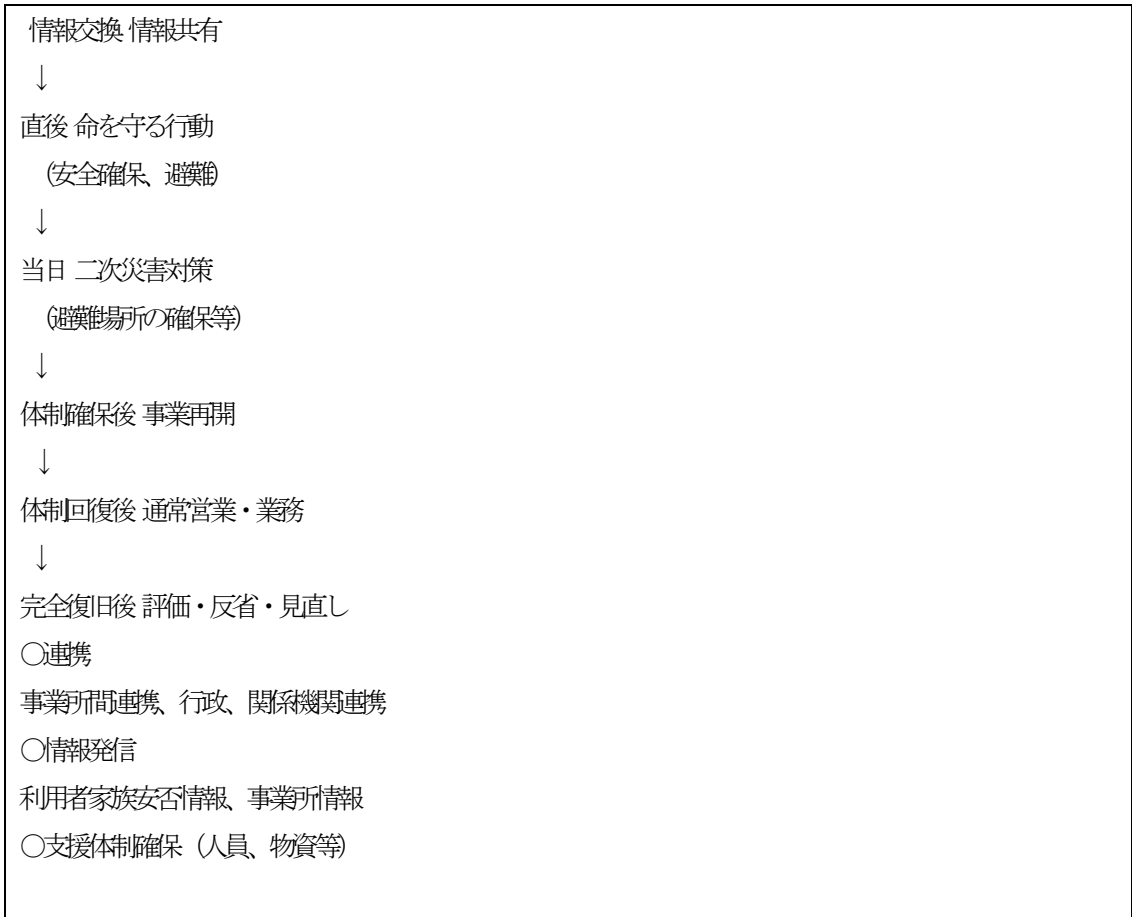 情報交換 情報共有
↓
直後 命を守る行動
(安全確保、避難)
↓
当日 二次災害対策
(避難場所の確保等)
↓
体制確保後 事業再開
↓
体制回復後 通常営業・業務
↓
完全復旧後 評価・反省・見直し
○連携
事業所間連携、行政、関係機関連携
○情報発信
利用者家族安否情報、事業所情報
○支援体制確保（人員、物資等）